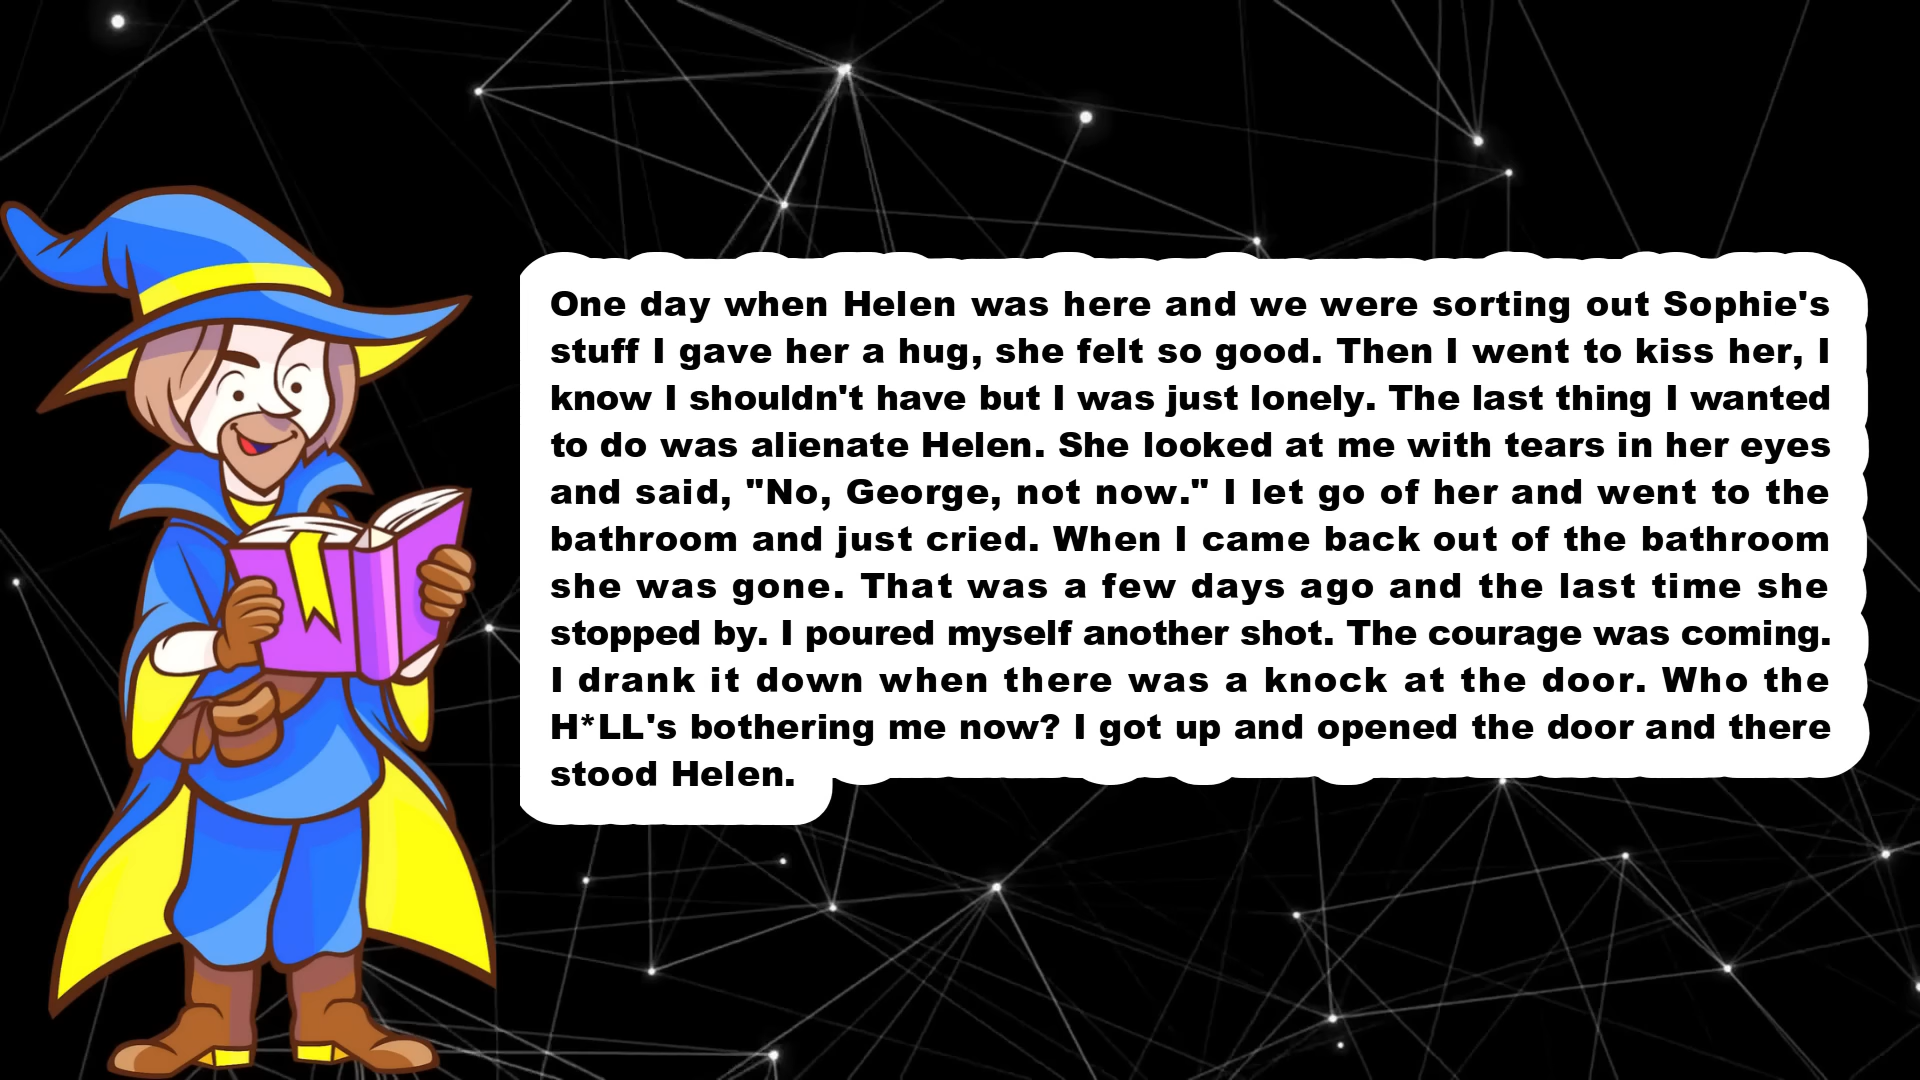 One day when Helen was here and we were sorting out Sophie's
stuff I gave her a hug, she felt so good. Then I went to kiss her, I
know I shouldn't have but I was just lonely. The last thing I wanted
to do was alienate Helen. She looked at me with tears in her eyes
and said, "No, George, not now." I let go of her and went to the
bathroom and just cried. When I came back out of the bathroom
she was gone. That was a few days ago and the last time she
stopped by. I poured myself another shot. The courage was coming.
I drank it down when there was a knock at the door. Who the
H*LL's bothering me now? I got up and opened the door and there
stood Helen.